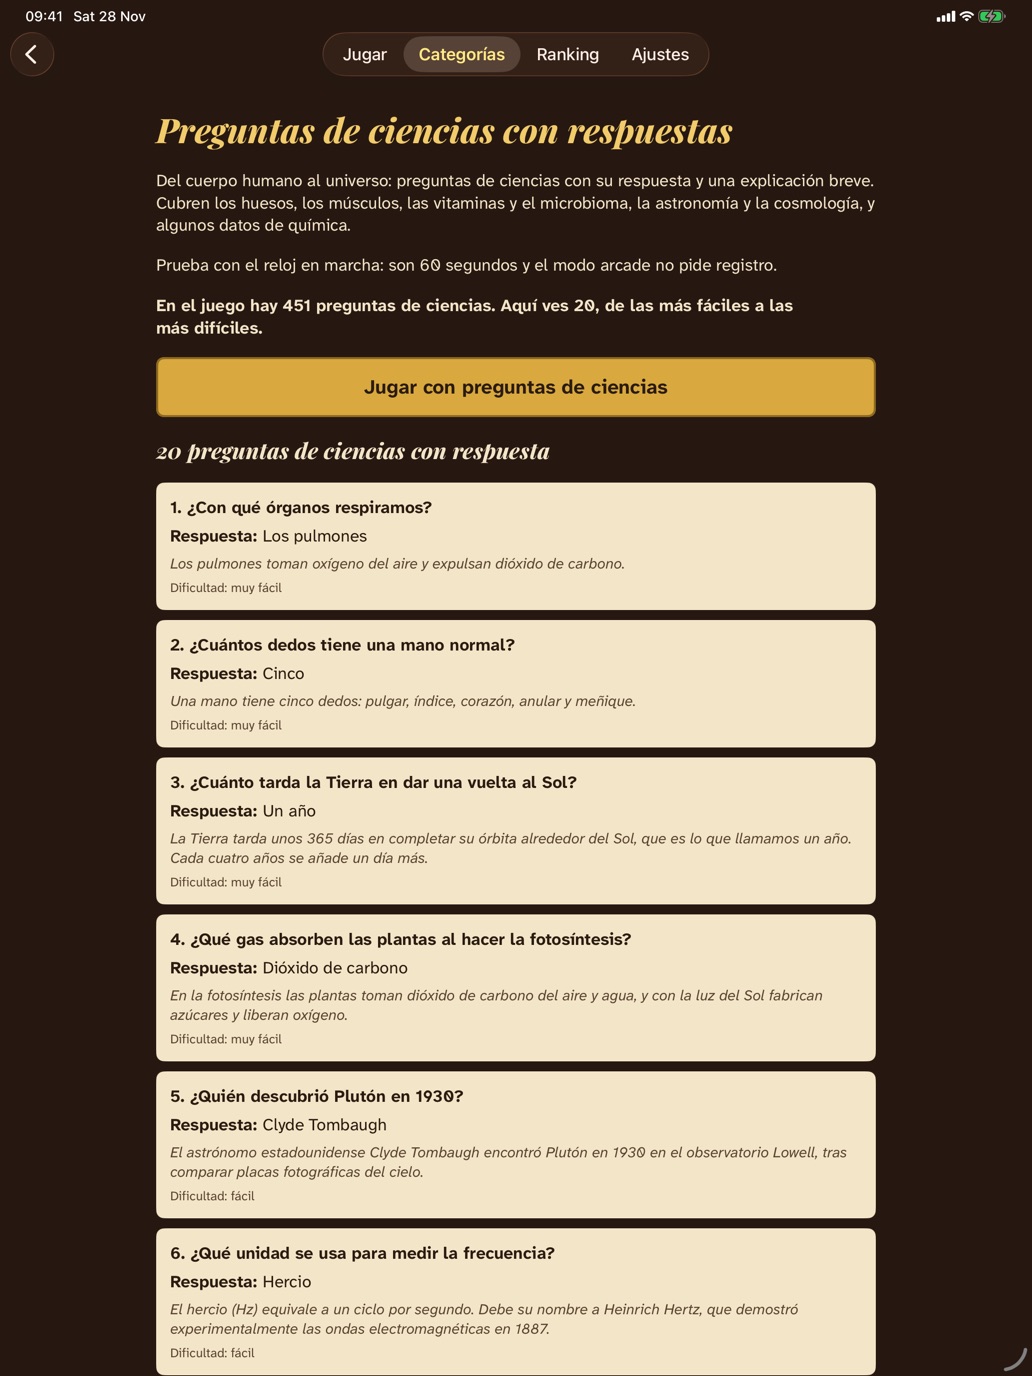 09:41 Sat 28 Nov
Jugar Categorías Ranking Ajustes
Preguntas de ciencias con respuestas
Del cuerpo humano al universo: preguntas de ciencias con su respuesta y una explicación breve.
Cubren los huesos, los músculos, las vitaminas y el microbioma, la astronomía y la cosmología, y
algunos datos de química.
Prueba con el reloj en marcha: son 60 segundos y el modo arcade no pide registro.
En el juego hay 451 preguntas de ciencias. Aquí ves 20, de las más fáciles a las
más difíciles.
Jugar con preguntas de ciencias
20 preguntas de ciencias con respuesta
1. ¿Con qué órganos respiramos?
Respuesta: Los pulmones
Los pulmones toman oxígeno del aire y expulsan dióxido de carbono.
Dificultad: muy fácil
2. ¿Cuántos dedos tiene una mano normal?
Respuesta: Cinco
Una mano tiene cinco dedos: pulgar, índice, corazón, anular y meñique.
Dificultad: muy fácil
3. ¿Cuánto tarda la Tierra en dar una vuelta al Sol?
Respuesta: Un año
La Tierra tarda unos 365 días en completar su órbita alrededor del Sol, que es lo que llamamos un año.
Cada cuatro años se añade un día más.
Dificultad: muy fácil
4. ¿Qué gas absorben las plantas al hacer la fotosíntesis?
Respuesta: Dióxido de carbono
En la fotosíntesis las plantas toman dióxido de carbono del aire y agua, y con la luz del Sol fabrican
azúcares y liberan oxígeno.
Dificultad: muy fácil
5. ¿Quién descubrió Plutón en 1930?
Respuesta: Clyde Tombaugh
El astrónomo estadounidense Clyde Tombaugh encontró Plutón en 1930 en el observatorio Lowell, tras
comparar placas fotográficas del cielo.
Dificultad: fácil
6. ¿Qué unidad se usa para medir la frecuencia?
Respuesta: Hercio
El hercio (Hz) equivale a un ciclo por segundo. Debe su nombre a Heinrich Hertz, que demostró
experimentalmente las ondas electromagnéticas en 1887.
Dificultad: fácil